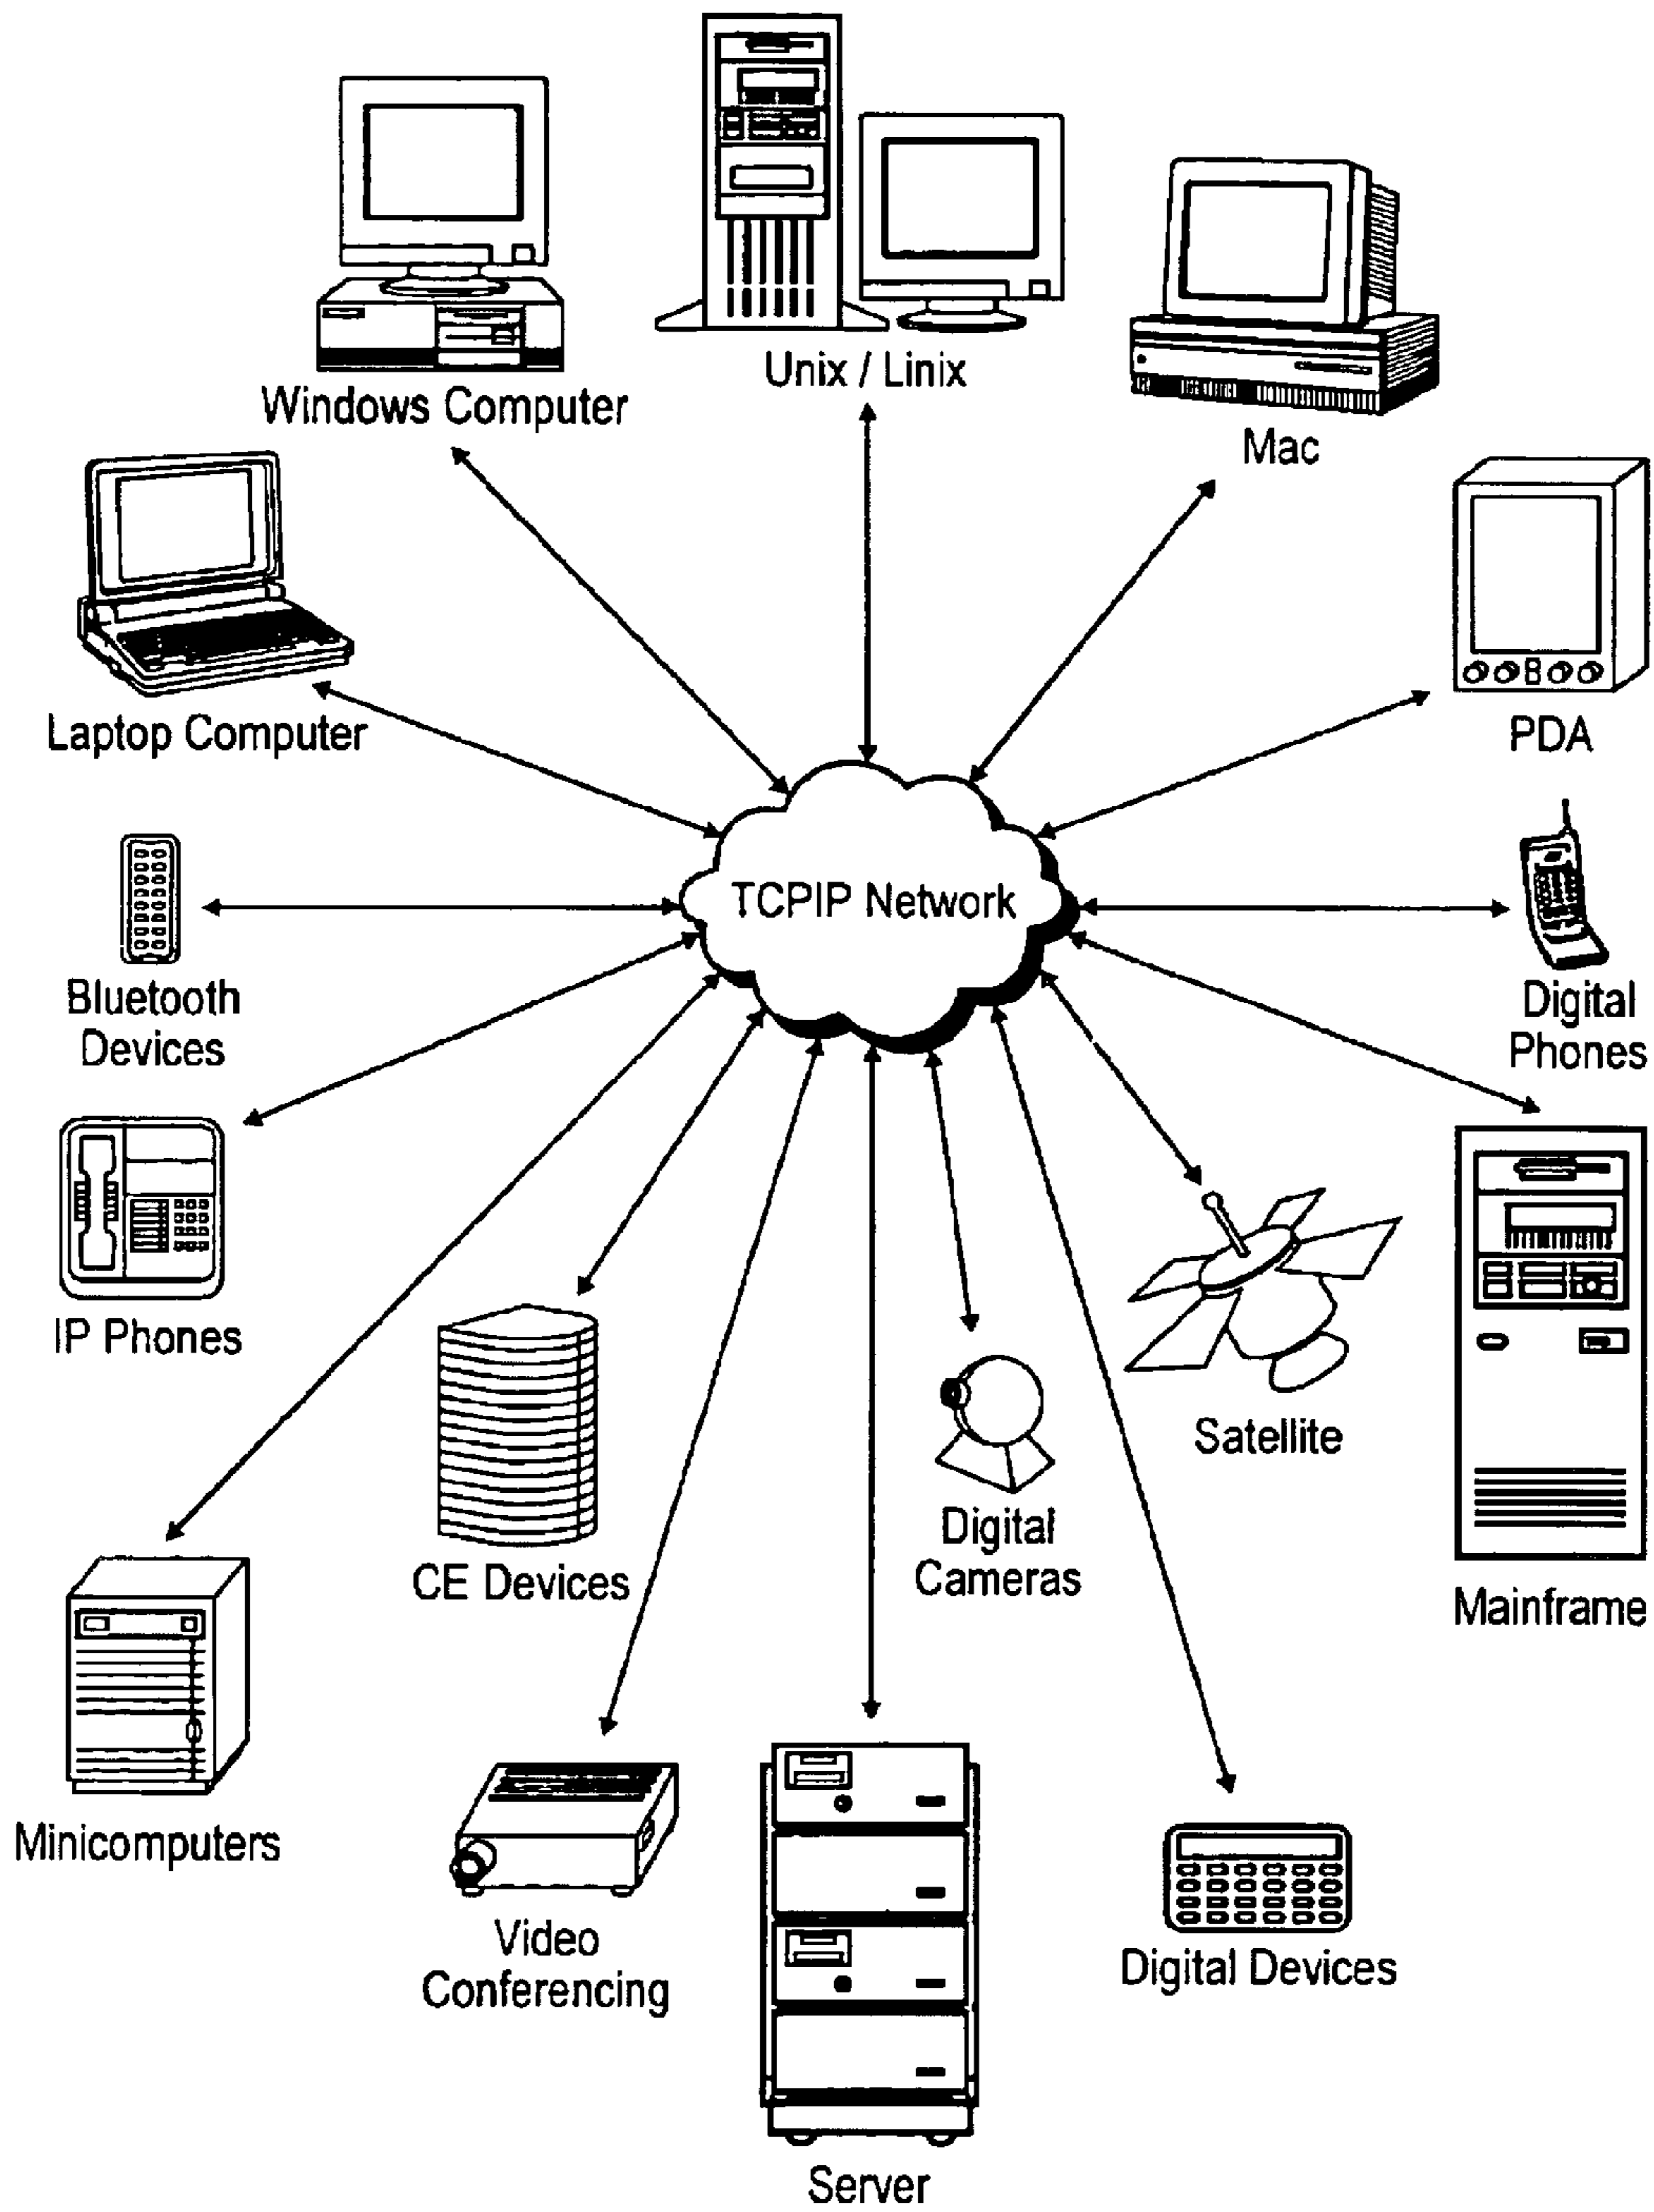 Unix / Linix
Windows Computer
Mac
Laptop Computer
PDA
TCPIP Network
Bluetooth
Devices
Digital
Phones
IP Phones
Satellite
Digital
Cameras
CE Devices
Mainframe
Minicomputers
Video
Conferencing
Digital Devices
Server